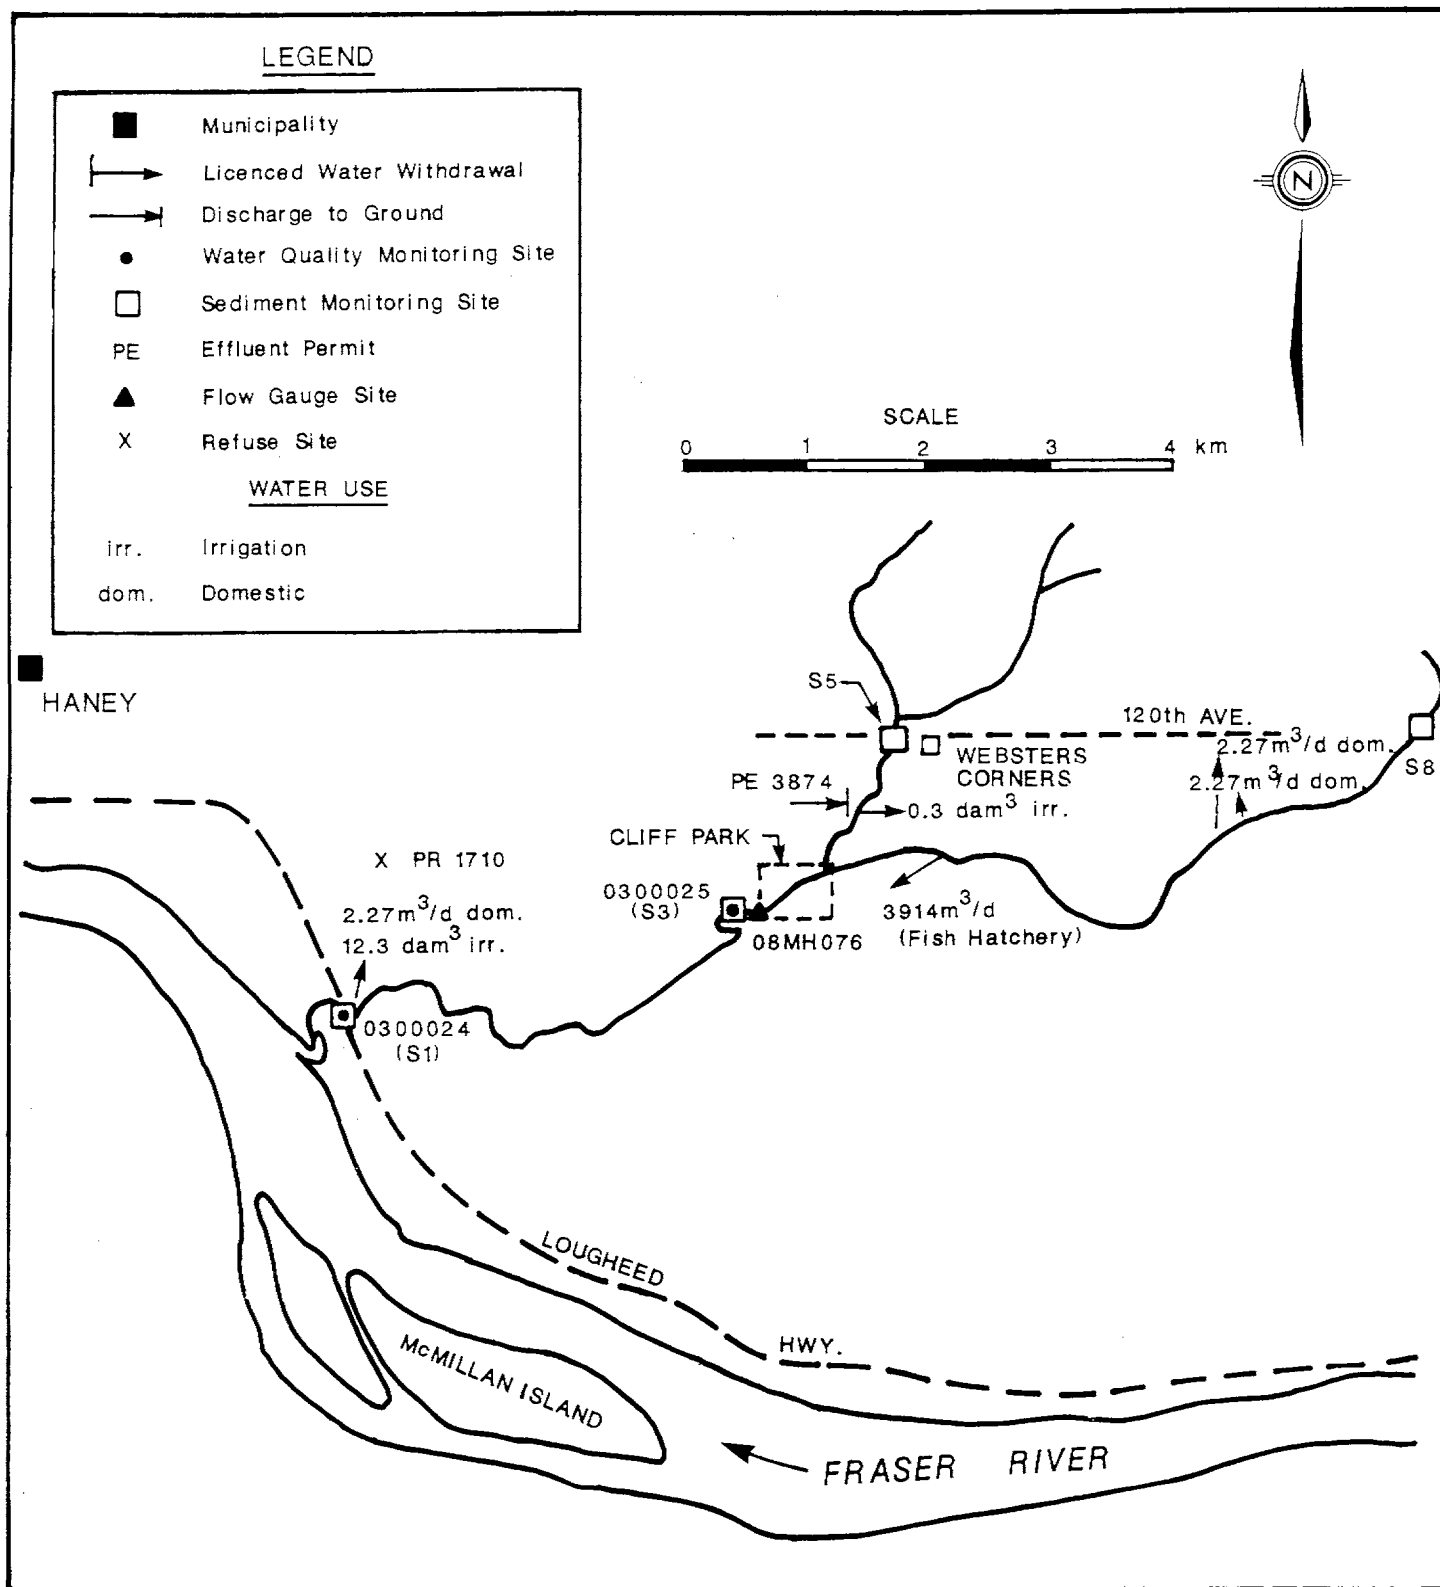 LEGEND
Municipality
Licenced Water Withdrawal
Discharge to Ground
Water Quality Monitoring Site
Sediment Monitoring Site
PE Effluent Permit
Flow Gauge Site
X Refuse Site
WATER USE
irr. Irrigation
dom. Domestic
N
SCALE
0 1 2 3 4 km
HANEY
S5
120th AVE.
2.27m³/d dom.
WEBSTERS
CORNERS
S8
PE 3874
2.27m³/d dom.
0.3 dam³ irr.
CLIFF PARK
X PR 1710
0300025
(S3)
2.27m³/d dom.
12.3 dam³ irr.
3914m³/d
(Fish Hatchery)
08MH076
0300024
(S1)
LOUGHEED
HWY.
McMILLAN ISLAND
FRASER RIVER